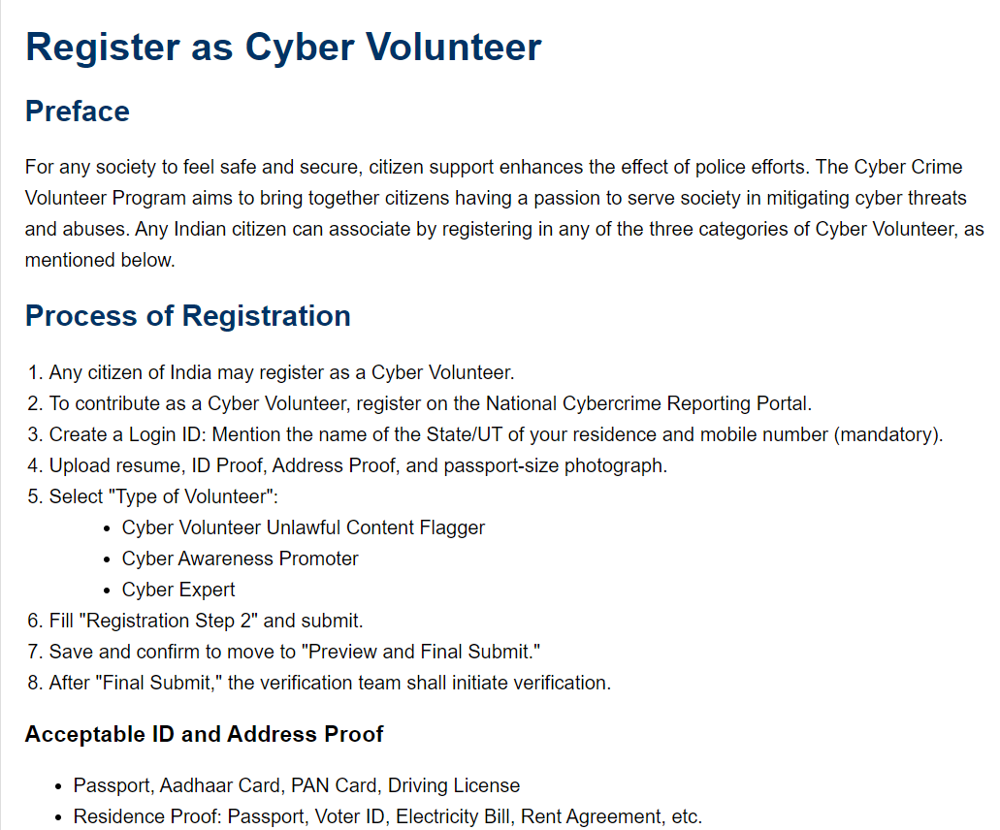 Register as Cyber Volunteer
Preface
For any society to feel safe and secure, citizen support enhances the effect of police efforts. The Cyber Crime
Volunteer Program aims to bring together citizens having a passion to serve society in mitigating cyber threats
and abuses. Any Indian citizen can associate by registering in any of the three categories of Cyber Volunteer, as
mentioned below.
Process of Registration
1. Any citizen of India may register as a Cyber Volunteer.
2. To contribute as a Cyber Volunteer, register on the National Cybercrime Reporting Portal.
3. Create a Login ID: Mention the name of the State/UT of your residence and mobile number (mandatory).
4. Upload resume, ID Proof, Address Proof, and passport-size photograph.
5. Select "Type of Volunteer":
• Cyber Volunteer Unlawful Content Flagger
• Cyber Awareness Promoter
• Cyber Expert
6. Fill "Registration Step 2" and submit.
7. Save and confirm to move to "Preview and Final Submit."
8. After "Final Submit," the verification team shall initiate verification.
Acceptable ID and Address Proof
• Passport, Aadhaar Card, PAN Card, Driving License
• Residence Proof: Passport, Voter ID, Electricity Bill, Rent Agreement, etc.